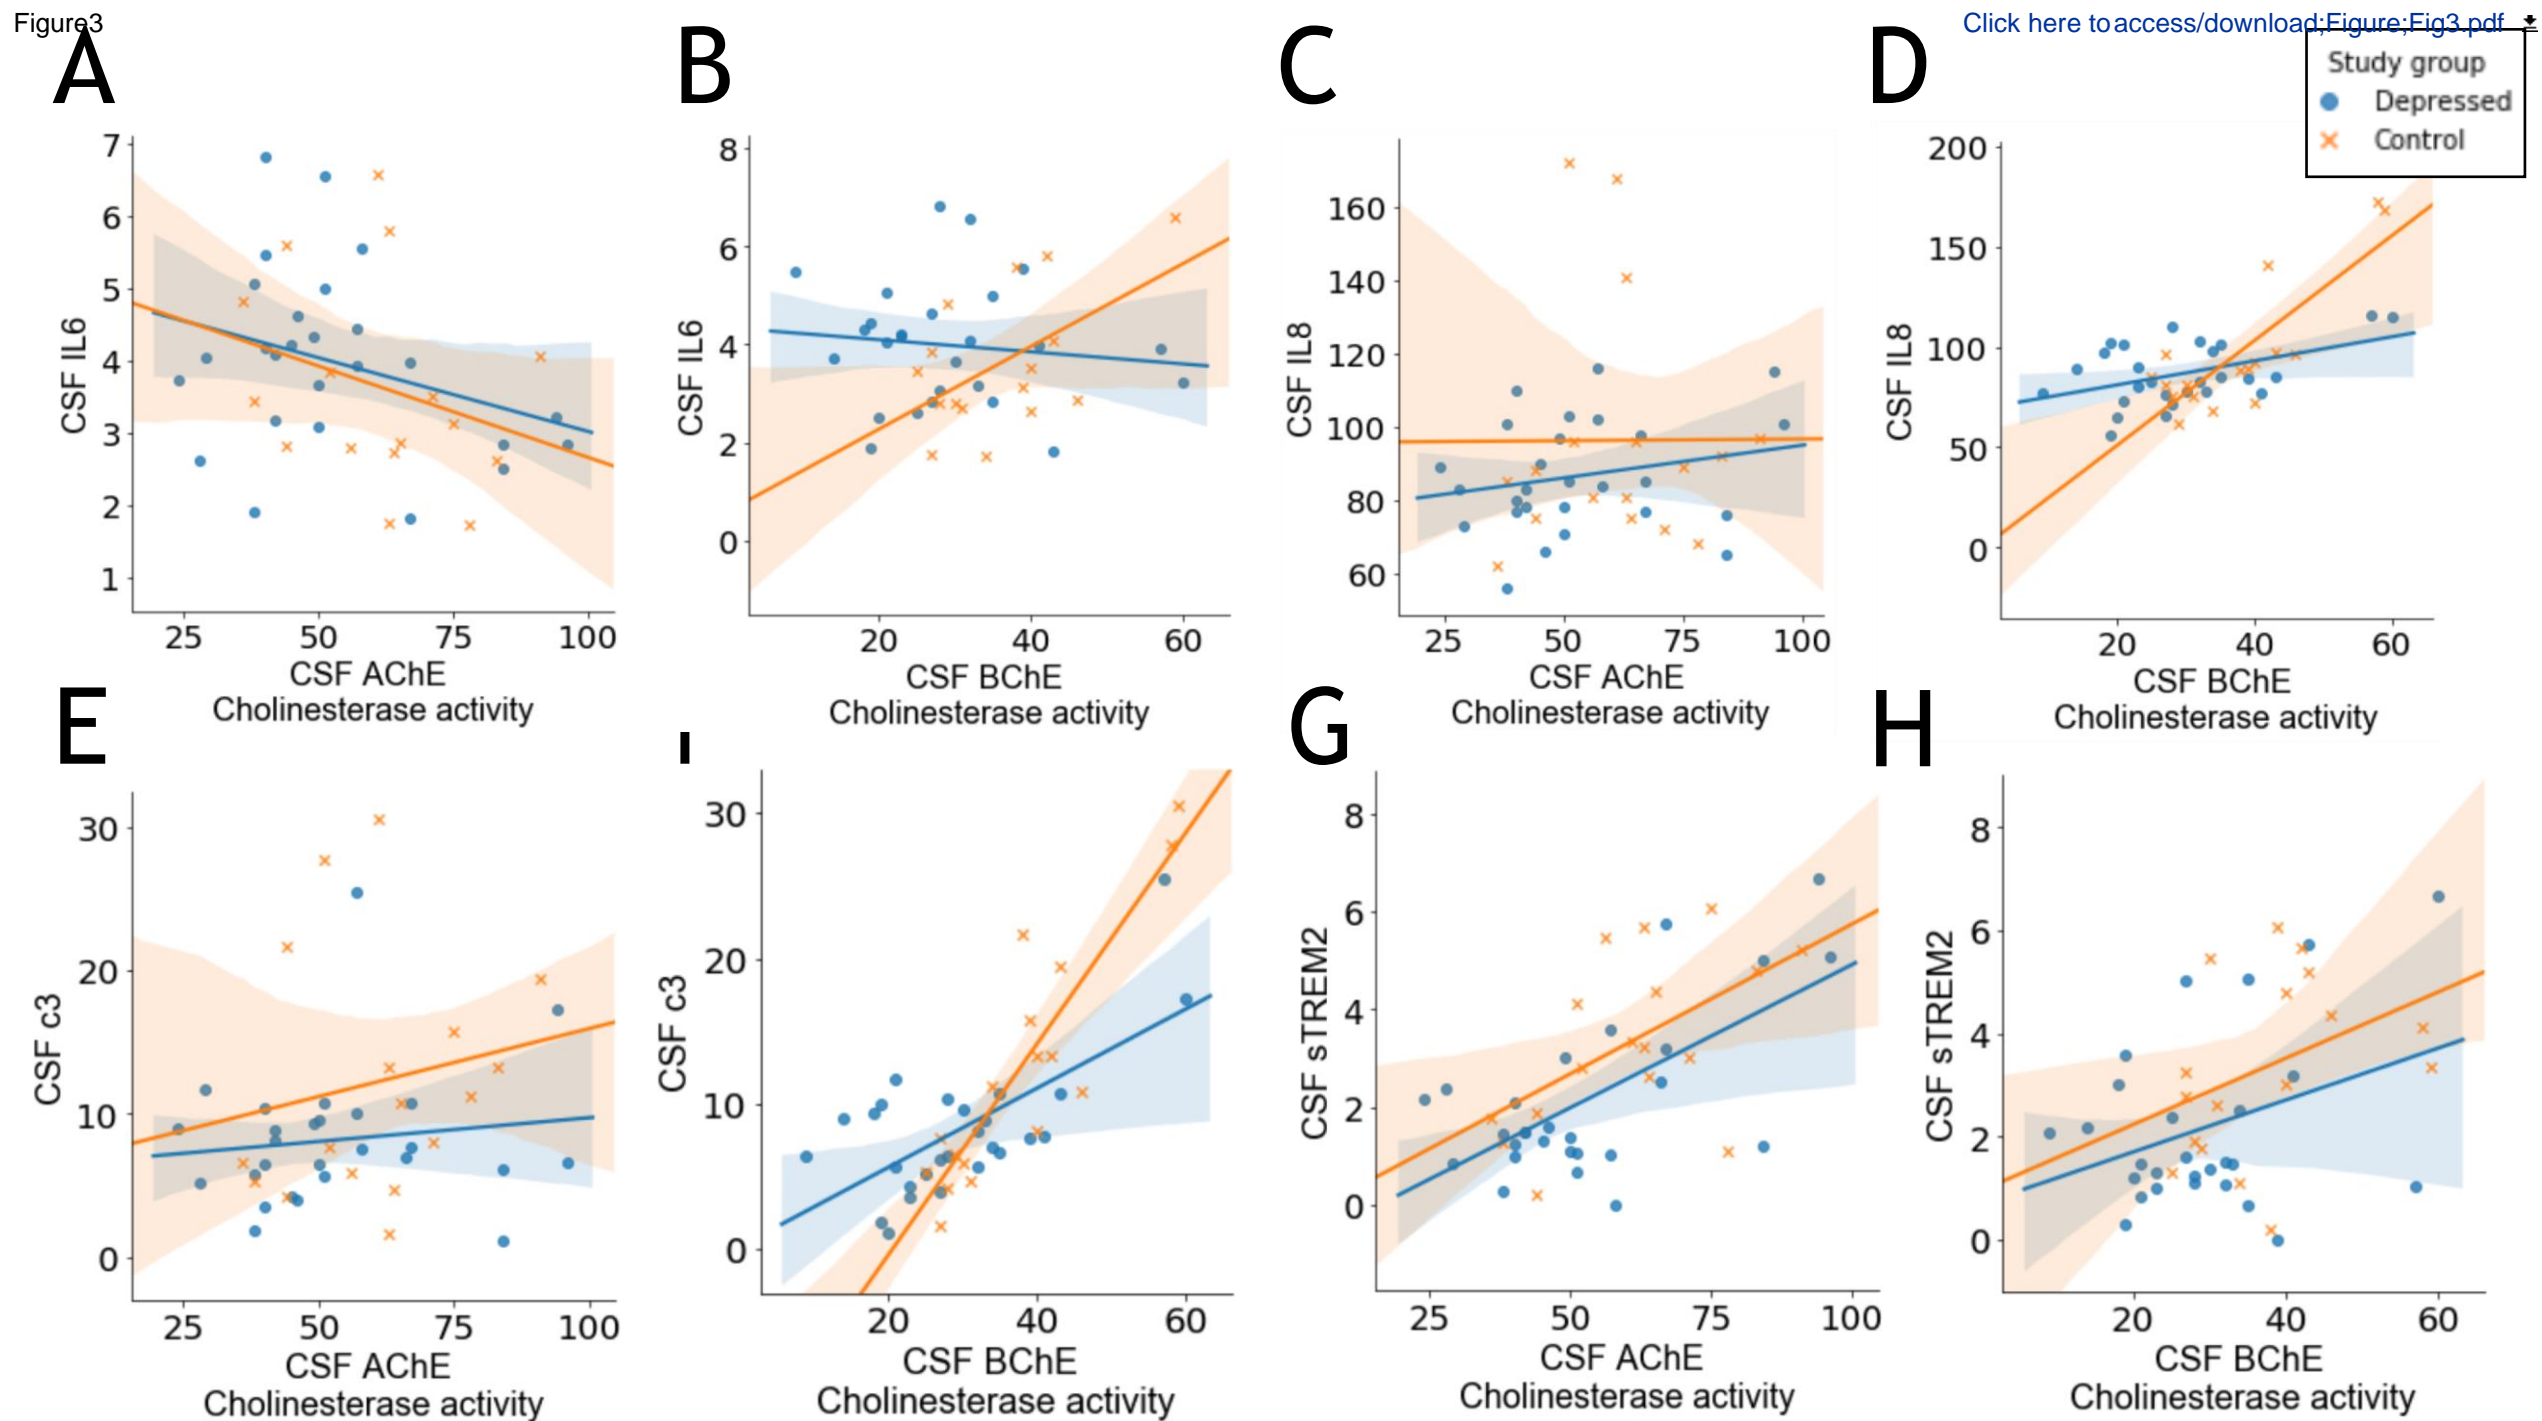 Figure3
Click here to access/download;Figure;Fig3.pdf
A
B
C
D
Study group
Depressed
Control
7
6
5
4
3
2
1
CSF IL6
25 50 75 100
CSF AChE
Cholinesterase activity
8
6
4
2
0
CSF IL6
20 40 60
CSF BChE
Cholinesterase activity
160
140
120
100
80
60
CSF IL8
25 50 75 100
CSF AChE
Cholinesterase activity
200
150
100
50
0
CSF IL8
20 40 60
CSF BChE
Cholinesterase activity
E
G
H
30
20
10
0
CSF c3
25 50 75 100
CSF AChE
Cholinesterase activity
30
20
10
0
CSF c3
20 40 60
CSF BChE
Cholinesterase activity
8
6
4
2
0
CSF sTREM2
25 50 75 100
CSF AChE
Cholinesterase activity
8
6
4
2
0
CSF sTREM2
20 40 60
CSF BChE
Cholinesterase activity